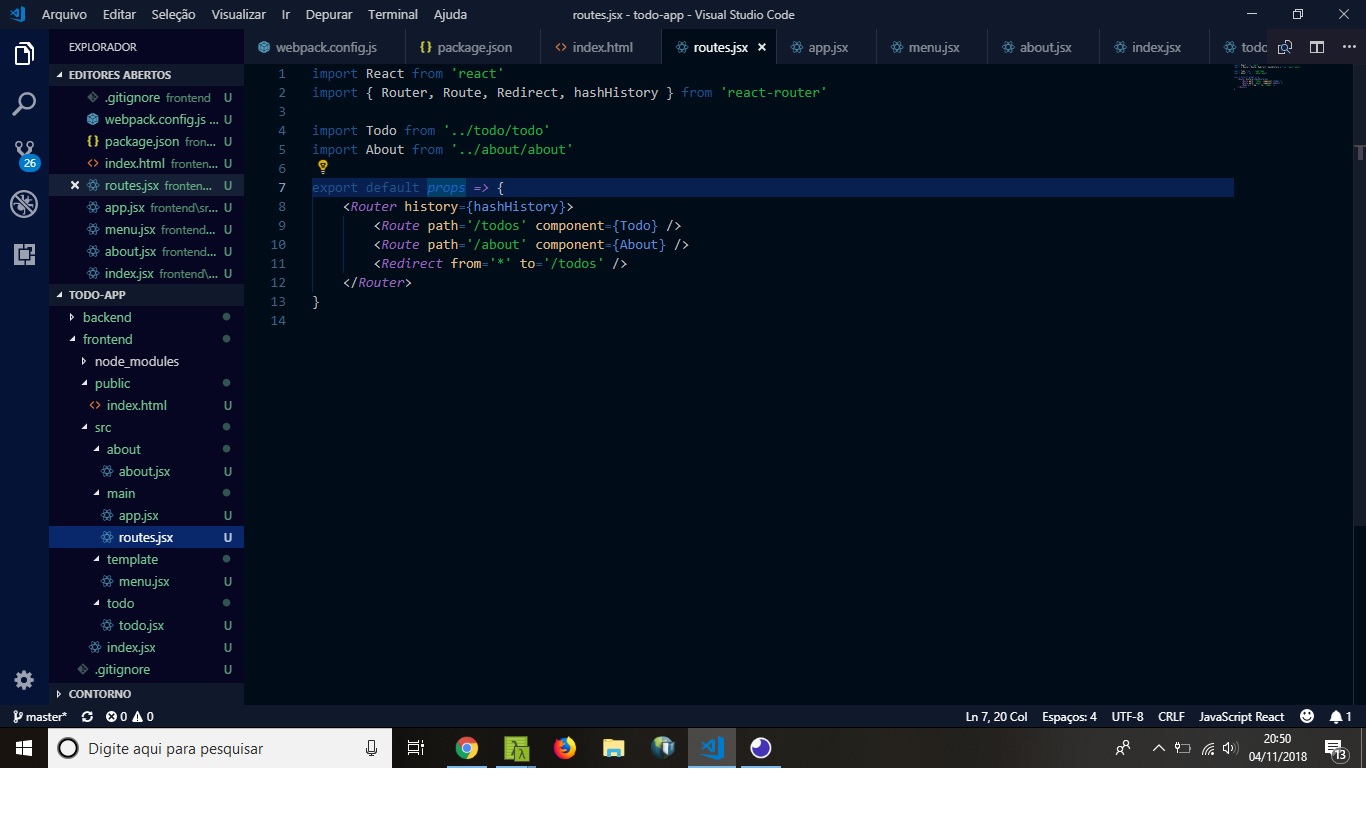 Arquivo Editar Seleção Visualizar Ir Depurar Terminal Ajuda routes.jsx - todo-app - Visual Studio Code
EXPLORADOR
webpack.config.js {} package.json <> index.html routes.jsx × app.jsx menu.jsx about.jsx index.jsx todo
EDITORES ABERTOS
.gitignore frontend U
webpack.config.js ... U
{} package.json fron... U
<> index.html fronten... U
× routes.jsx fronten... U
app.jsx frontend\sr... U
menu.jsx frontend... U
about.jsx frontend... U
index.jsx frontend\... U
26
TODO-APP
backend
frontend
node_modules
public
<> index.html U
src
about
about.jsx U
main
app.jsx U
routes.jsx U
template
menu.jsx U
todo
todo.jsx U
index.jsx U
.gitignore U
CONTORNO
1 import React from 'react'
2 import { Router, Route, Redirect, hashHistory } from 'react-router'
3
4 import Todo from '../todo/todo'
5 import About from '../about/about'
6
7 export default props => {
8 <Router history={hashHistory}>
9 <Route path='/todos' component={Todo} />
10 <Route path='/about' component={About} />
11 <Redirect from='*' to='/todos' />
12 </Router>
13 }
14
master* 0 0 Ln 7, 20 Col Espaços: 4 UTF-8 CRLF JavaScript React 1
Digite aqui para pesquisar
20:50
04/11/2018
13